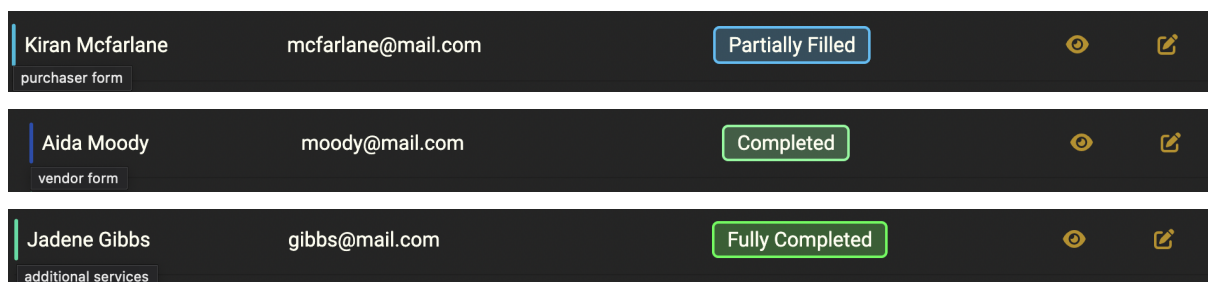 Kiran Mcfarlane mcfarlane@mail.com Partially Filled
purchaser form
Aida Moody moody@mail.com Completed
vendor form
Jadene Gibbs gibbs@mail.com Fully Completed
additional services